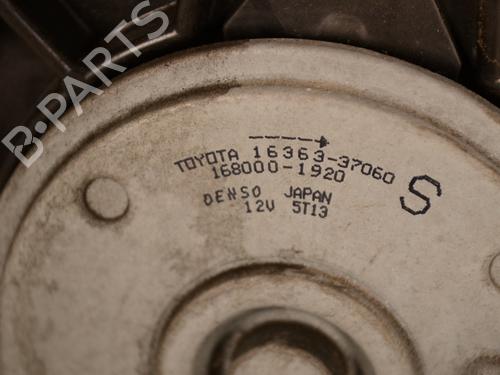 TOYOTA 16363-37060
168000-1920
S
DENSO JAPAN
12V 5T13
B-PARTS